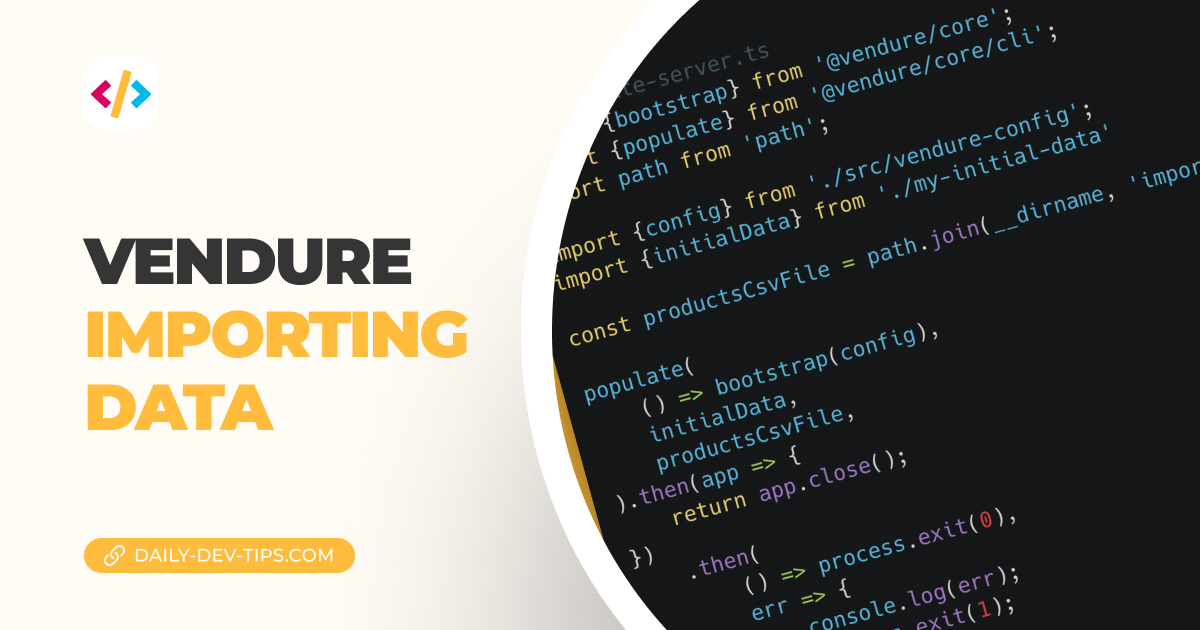 VENDURE
IMPORTING
DATA
DAILY-DEV-TIPS.COM
te-server.ts
{bootstrap} from '@vendure/core';
t {populate} from '@vendure/core/cli';
ort path from 'path';
mport {config} from './src/vendure-config';
import {initialData} from './my-initial-data'
const productsCsvFile = path.join(__dirname, 'impor
populate(
() => bootstrap(config),
initialData,
productsCsvFile,
).then(app => {
return app.close();
})
.then(
() => process.exit(0),
err => {
console.log(err);
.exit(1);